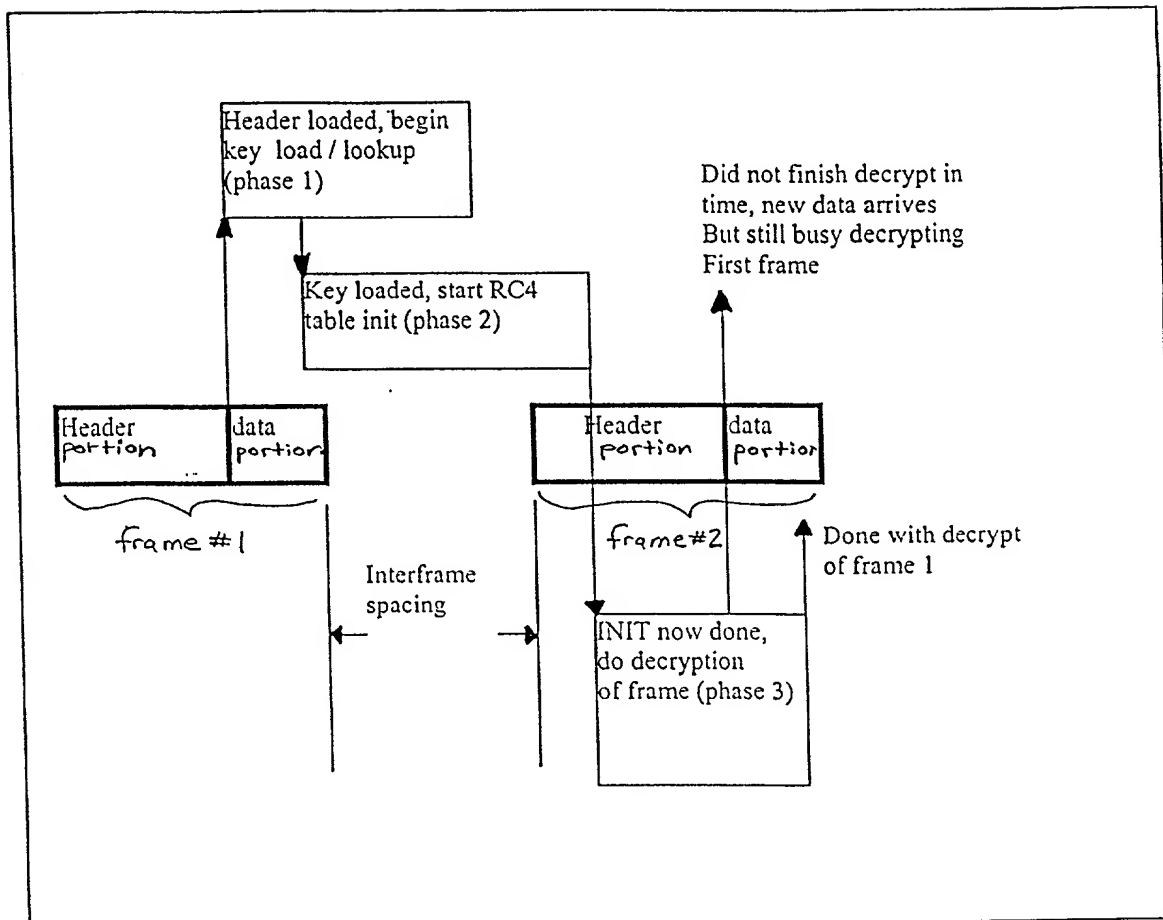 Header loaded, begin
key load / lookup
(phase 1)
Did not finish decrypt in
time, new data arrives
But still busy decrypting
First frame
Key loaded, start RC4
table init (phase 2)
Header
portion
data
portion
Header
portion
data
portion
frame #1
frame #2
Done with decrypt
of frame 1
Interframe
spacing
INIT now done,
do decryption
of frame (phase 3)